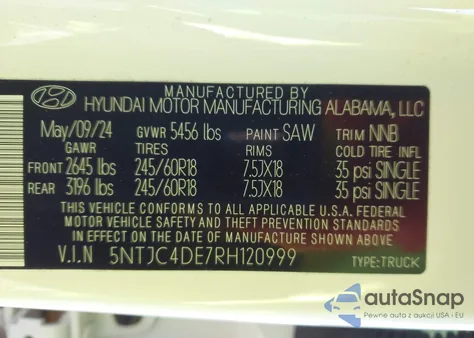 MANUFACTURED BY
HYUNDAI MOTOR MANUFACTURING ALABAMA, LLC
May/09/24 GVWR 5456 lbs PAINT SAW TRIM NNB
GAWR TIRES RIMS COLD TIRE INFL
FRONT 2645 lbs 245/60R18 7.5JX18 35 psi SINGLE
REAR 3196 lbs 245/60R18 7.5JX18 35 psi SINGLE
THIS VEHICLE CONFORMS TO ALL APPLICABLE U.S.A. FEDERAL
MOTOR VEHICLE SAFETY AND THEFT PREVENTION STANDARDS
IN EFFECT ON THE DATE OF MANUFACTURE SHOWN ABOVE.
V.I.N 5NTJC4DE7RH120999 TYPE:TRUCK
autoSnap
Pewne auta z aukcji USA - EU